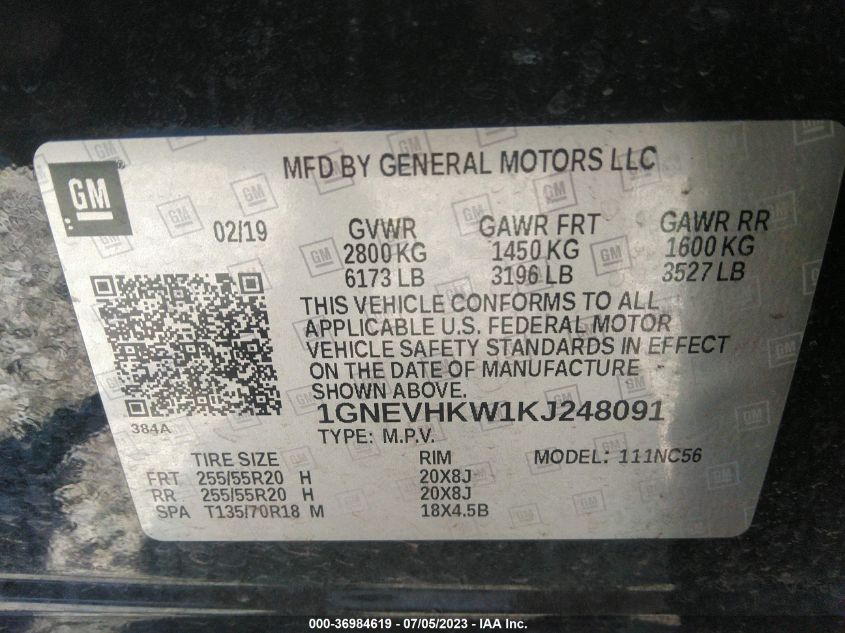 GM
MFD BY GENERAL MOTORS LLC
02/19
GVWR GAWR FRT GAWR RR
2800 KG 1450 KG 1600 KG
6173 LB 3196 LB 3527 LB
THIS VEHICLE CONFORMS TO ALL
APPLICABLE U.S. FEDERAL MOTOR
VEHICLE SAFETY STANDARDS IN EFFECT
ON THE DATE OF MANUFACTURE
SHOWN ABOVE.
384A
1GNEVHKW1KJ248091
TYPE: M.P.V.
TIRE SIZE RIM MODEL: 111NC56
FRT 255/55R20 H 20X8J
RR 255/55R20 H 20X8J
SPA T135/70R18 M 18X4.5B
000-36984619 - 07/05/2023 - IAA Inc.